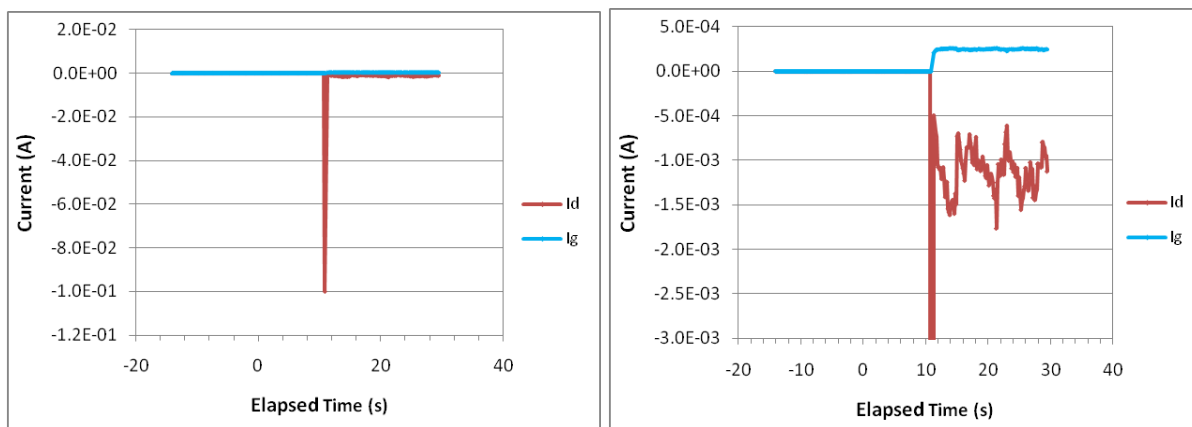 2.0E-02
0.0E+00
-2.0E-02
-4.0E-02
-6.0E-02
-8.0E-02
-1.0E-01
-1.2E-01
Current (A)
-20 0 20 40
Elapsed Time (s)
Id
Ig
5.0E-04
0.0E+00
-5.0E-04
-1.0E-03
-1.5E-03
-2.0E-03
-2.5E-03
-3.0E-03
Current (A)
-20 -10 0 10 20 30 40
Elapsed Time (s)
Id
Ig